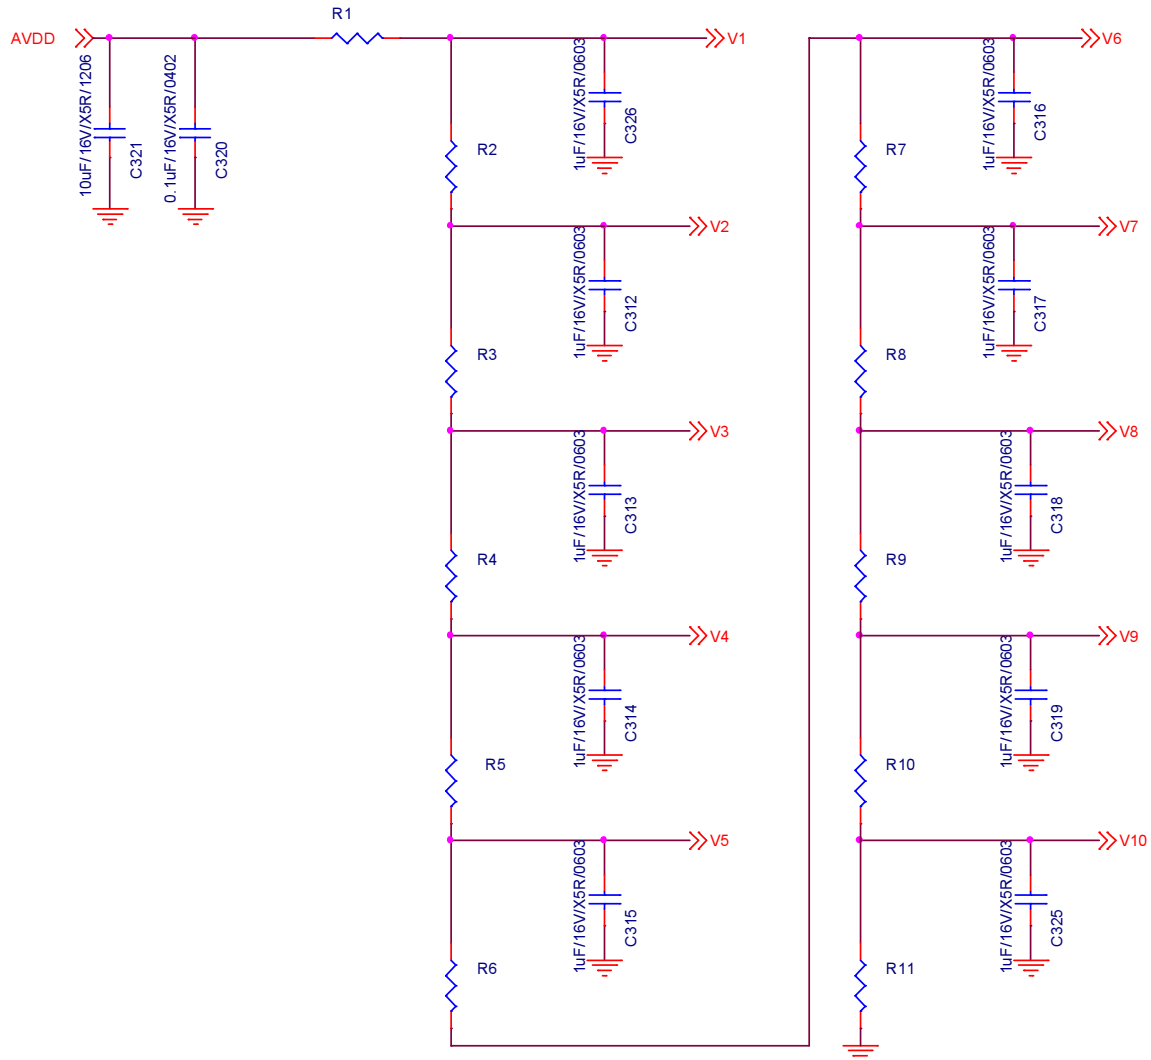 R1
AVDD
V1
V6
10uF/16V/X5R/1206
C321
0.1uF/16V/X5R/0402
C320
1uF/16V/X5R/0603
C326
1uF/16V/X5R/0603
C316
R2
R7
V2
V7
1uF/16V/X5R/0603
C312
1uF/16V/X5R/0603
C317
R3
R8
V3
V8
1uF/16V/X5R/0603
C313
1uF/16V/X5R/0603
C318
R4
R9
V4
V9
1uF/16V/X5R/0603
C314
1uF/16V/X5R/0603
C319
R5
R10
V5
V10
1uF/16V/X5R/0603
C315
1uF/16V/X5R/0603
C325
R6
R11